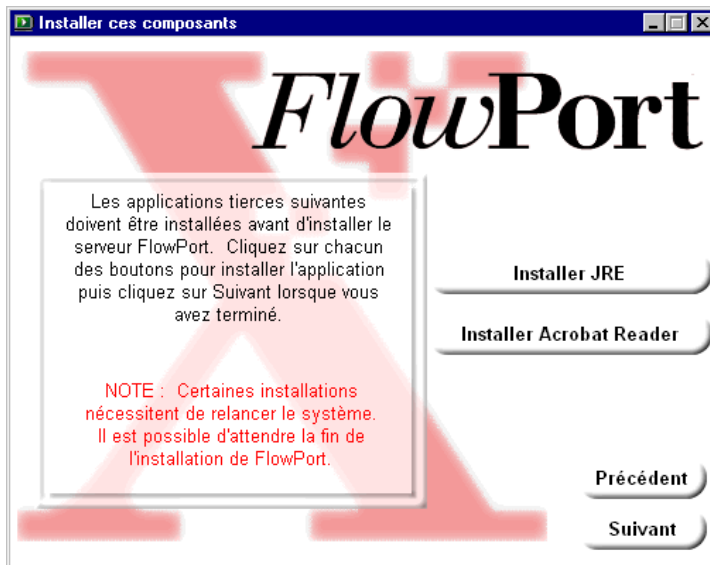 Installer ces composants
FlowPort
Les applications tierces suivantes
doivent être installées avant d'installer le
serveur FlowPort. Cliquez sur chacun
des boutons pour installer l'application
puis cliquez sur Suivant lorsque vous
avez terminé.
NOTE : Certaines installations
nécessitent de relancer le système.
Il est possible d'attendre la fin de
l'installation de FlowPort.
Installer JRE
Installer Acrobat Reader
Précédent
Suivant